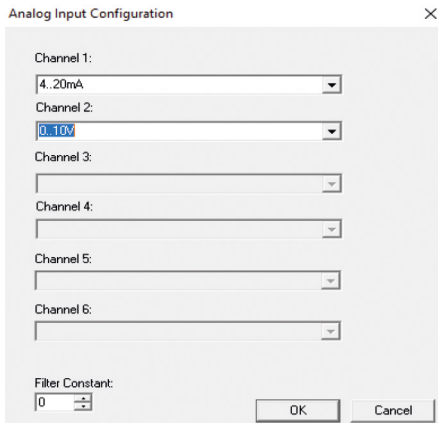 Analog Input Configuration
Channel 1:
4..20mA
Channel 2:
0..10V
Channel 3:
Channel 4:
Channel 5:
Channel 6:
Filter Constant:
0
OK
Cancel